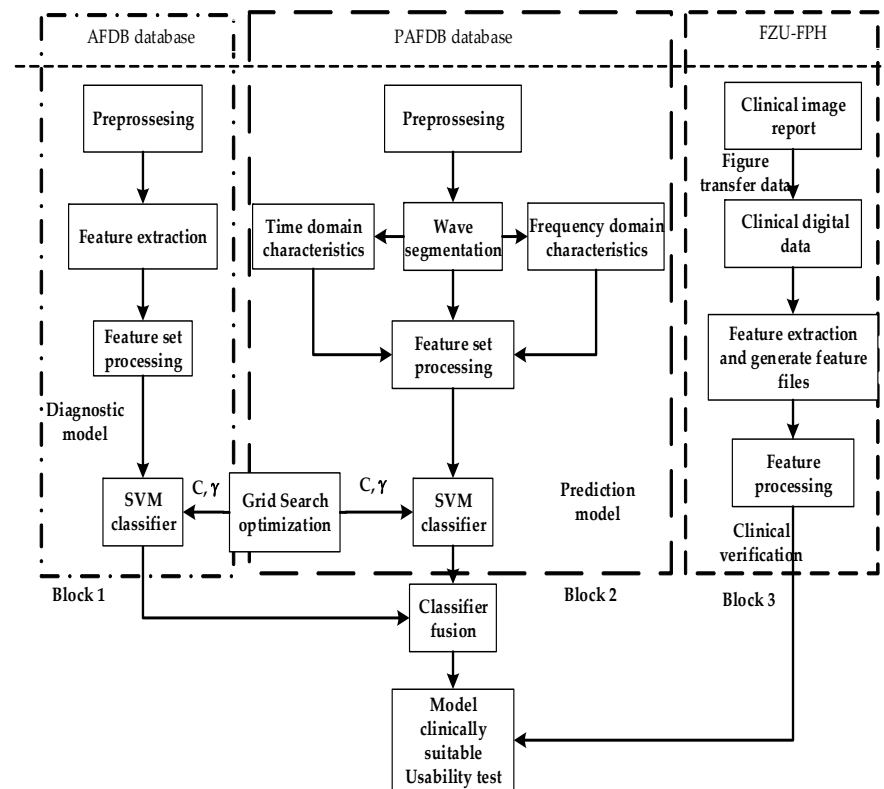 AFDB database
PAFDB database
FZU-FPH
Preprossesing
Preprossesing
Clinical image
report
Figure
transfer data
Feature extraction
Time domain
characteristics
Wave
segmentation
Frequency domain
characteristics
Clinical digital
data
Feature set
processing
Feature set
processing
Feature extraction
and generate feature
files
Diagnostic
model
Feature
processing
SVM
classifier
C, γ
Grid Search
optimization
C, γ
SVM
classifier
Prediction
model
Clinical
verification
Block 1
Block 2
Block 3
Classifier
fusion
Model
clinically
suitable
Usability test